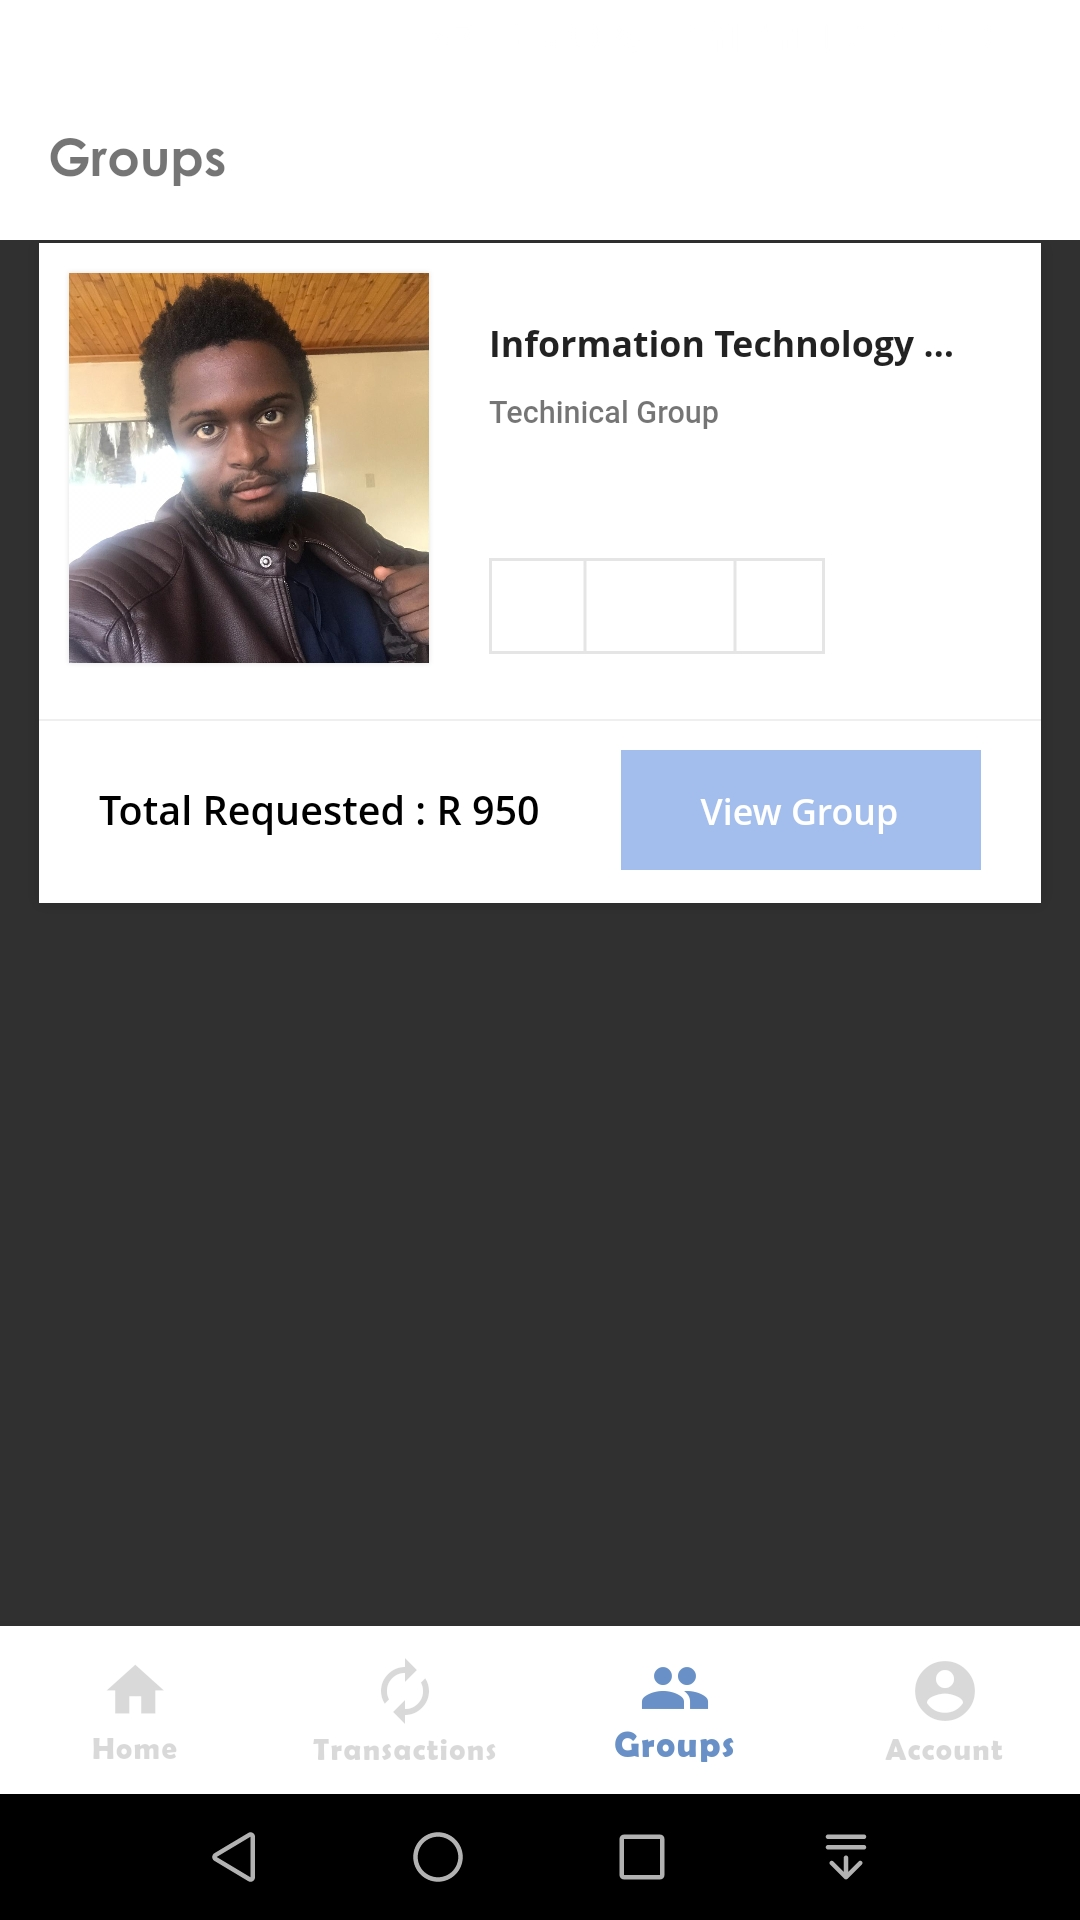 Groups
Information Technology ...
Techinical Group
Total Requested : R 950
View Group
Home
Transactions
Groups
Account